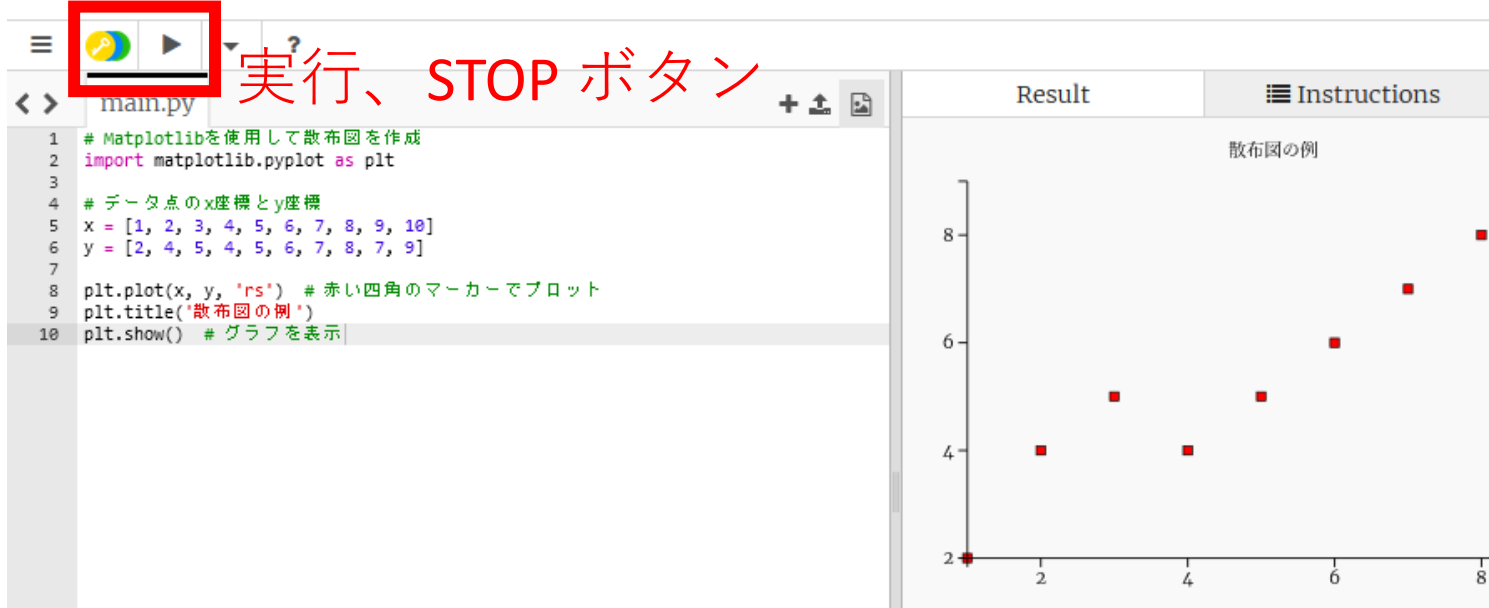 ?
実行、STOP ボタン
main.py
Result
Instructions
1 # Matplotlibを使用して散布図を作成
2 import matplotlib.pyplot as plt
3
4 # データ点のx座標とy座標
5 x = [1, 2, 3, 4, 5, 6, 7, 8, 9, 10]
6 y = [2, 4, 5, 4, 5, 6, 7, 8, 7, 9]
7
8 plt.plot(x, y, 'rs') # 赤い四角のマーカーでプロット
9 plt.title('散布図の例')
10 plt.show() # グラフを表示
散布図の例
8
6
4
2
2 4 6 8